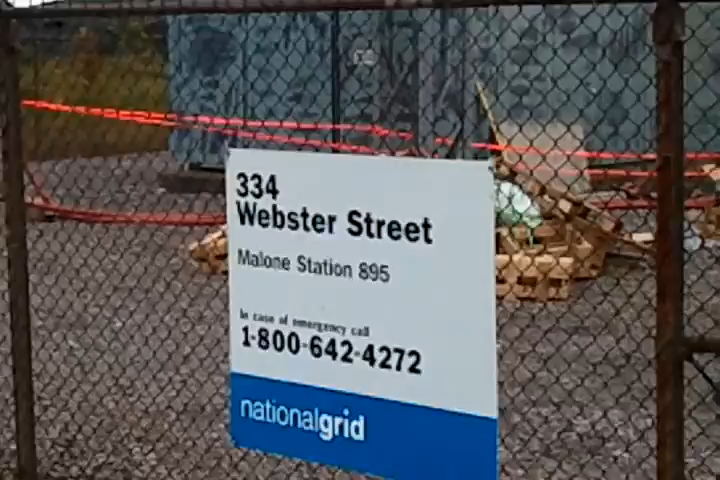 334
Webster Street
Malone Station 895
In case of emergency call
1-800-642-4272
nationalgrid